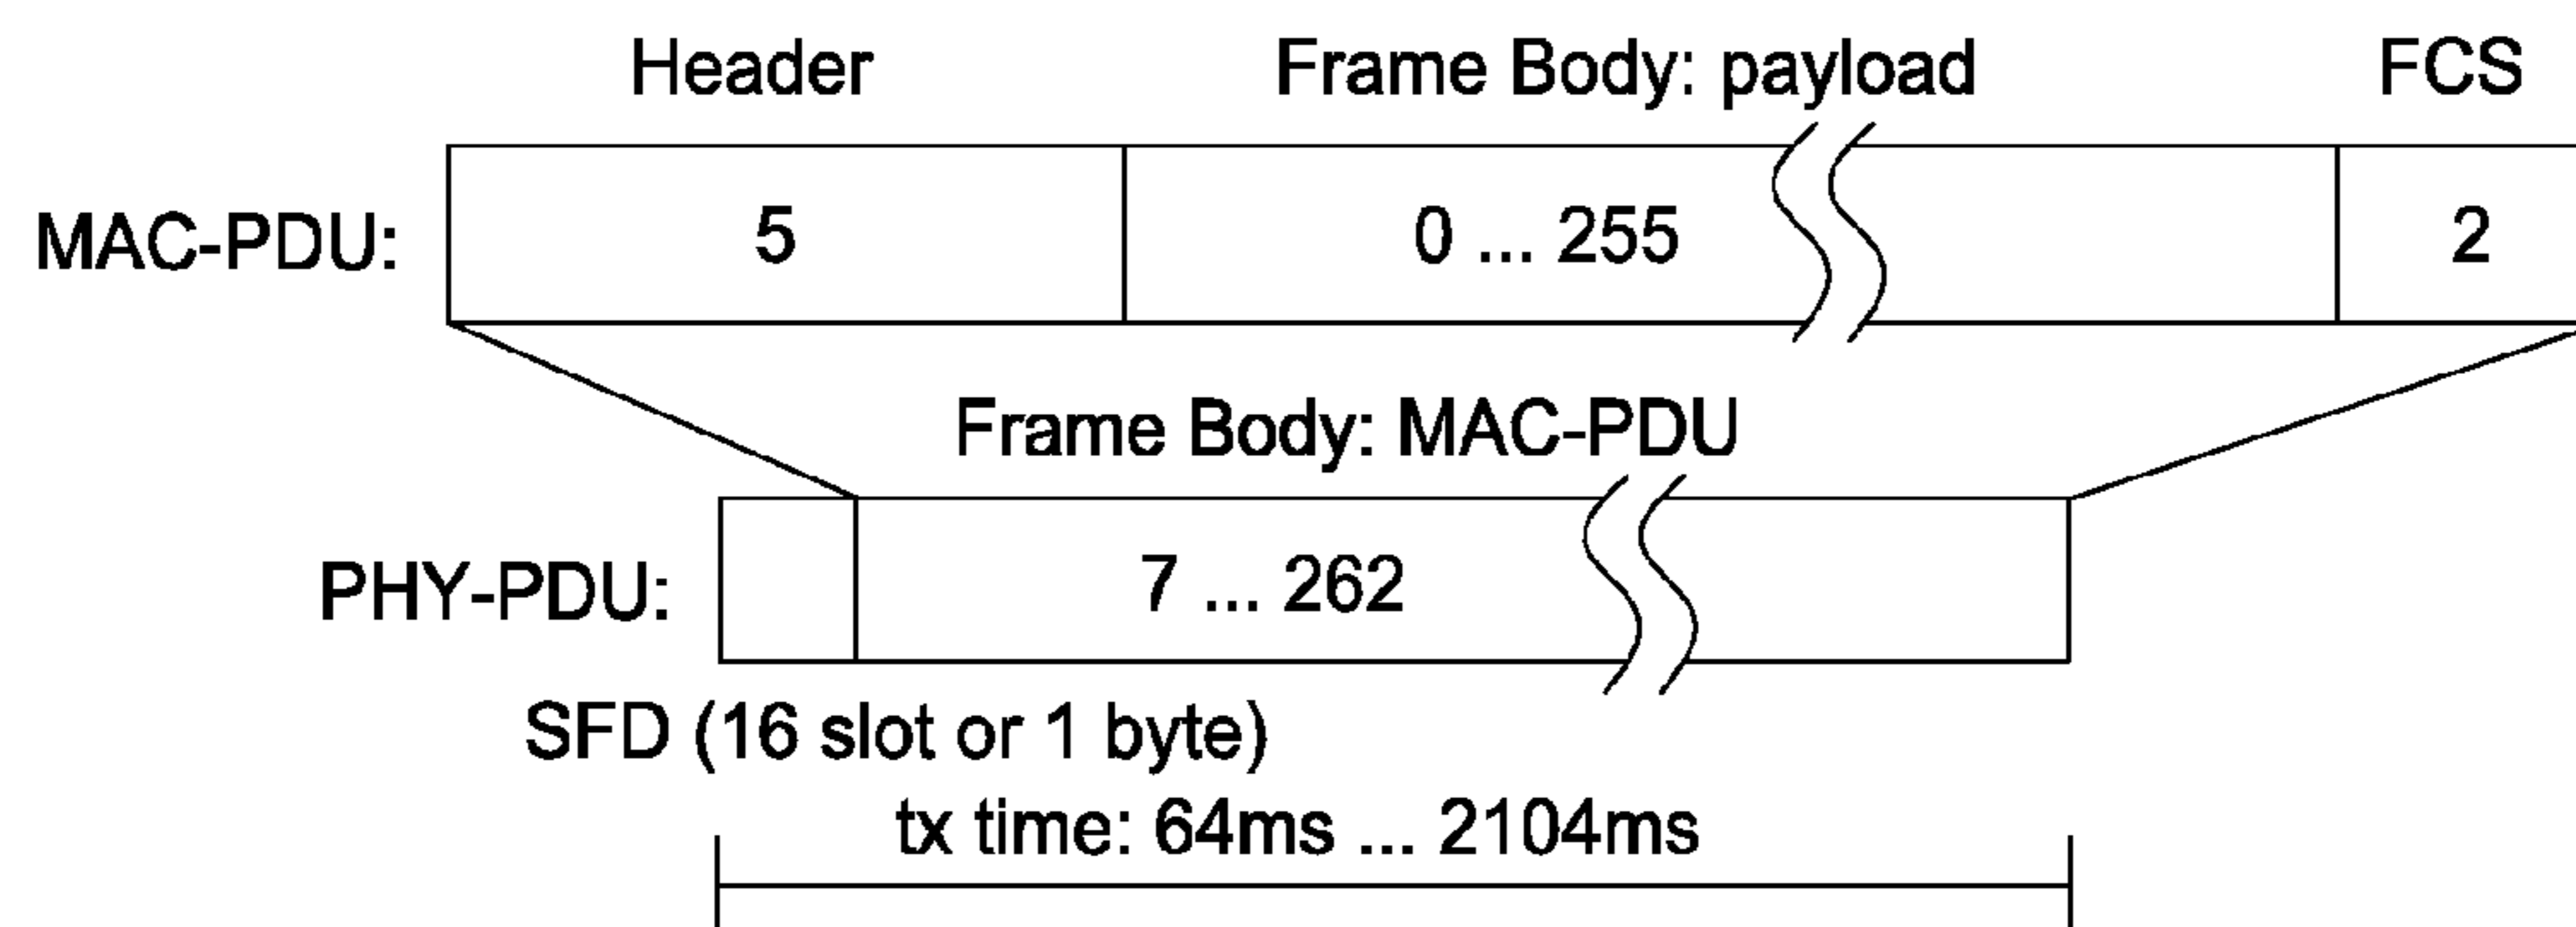 Header Frame Body: payload FCS
MAC-PDU: 5 0 ... 255 2
Frame Body: MAC-PDU
PHY-PDU: 7 ... 262
SFD (16 slot or 1 byte)
tx time: 64ms ... 2104ms